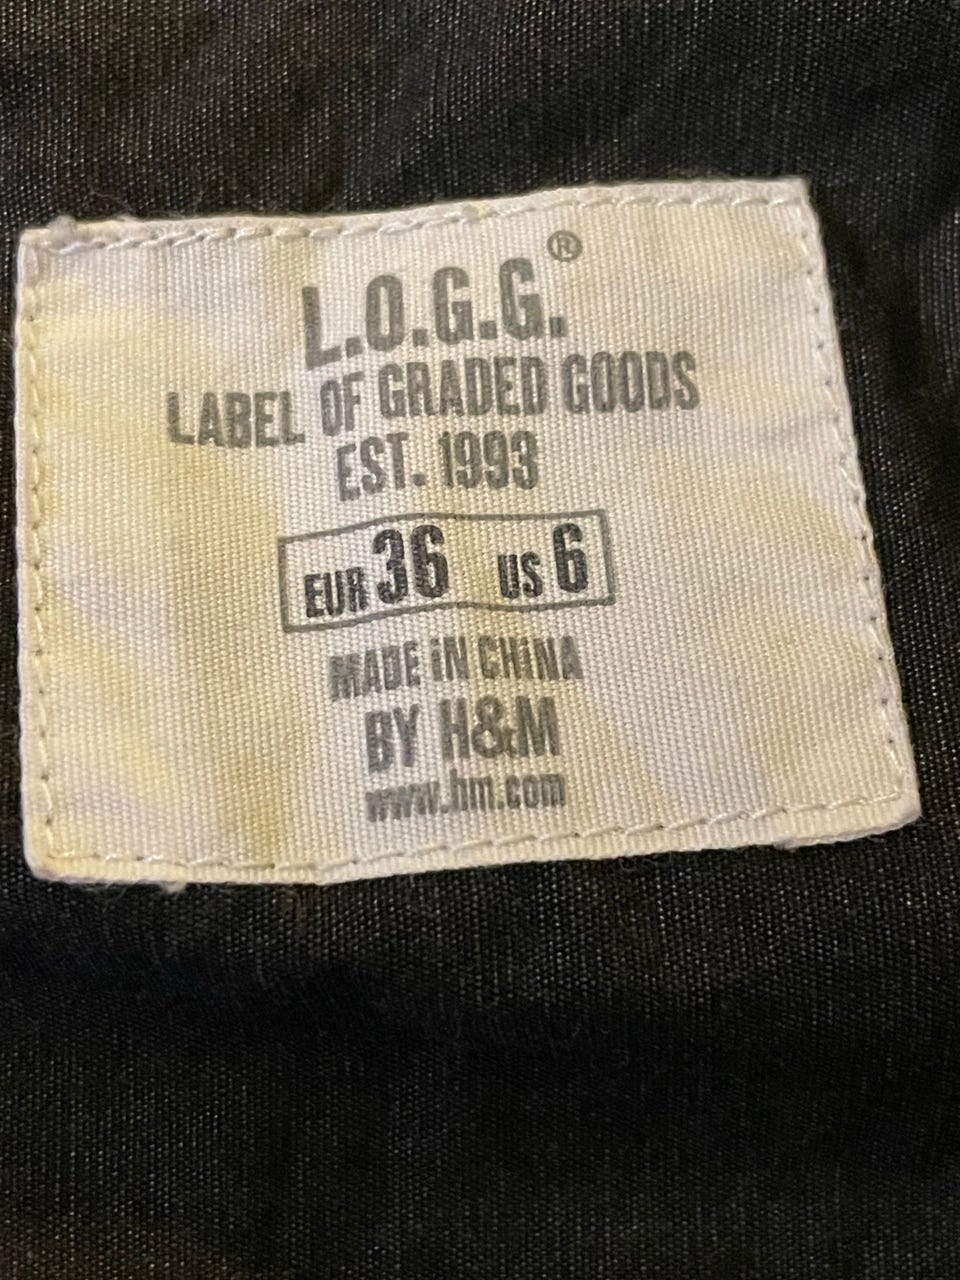 L.O.G.G.®
LABEL OF GRADED GOODS
EST. 1993
EUR 36 US 6
MADE iN CHiNA
BY H&M
www.hm.com